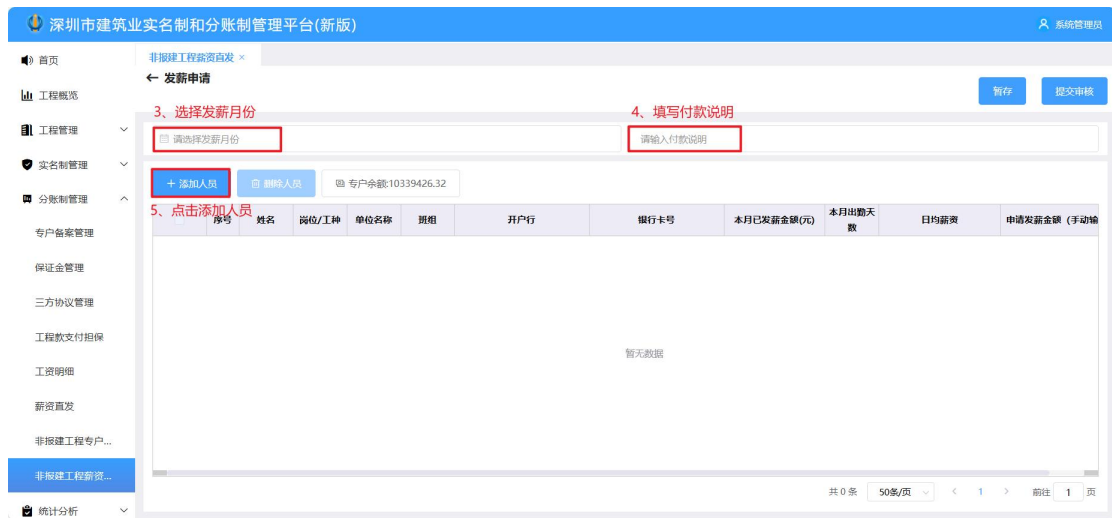 深圳市建筑业实名制和分账制管理平台(新版)
系统管理员
首页
非报建工程薪资直发 ×
← 发薪申请
工程概览
暂存
提交审核
3、选择发薪月份
4、填写付款说明
工程管理
请选择发薪月份
请输入付款说明
实名制管理
+ 添加人员
删除人员
专户余额:10339426.32
分账制管理
5、点击添加人员
序号 姓名 岗位/工种 单位名称 班组 开户行 银行卡号 本月已发薪金额(元) 本月出勤天数 日均薪资 申请发薪金额 (手动输
专户备案管理
保证金管理
三方协议管理
工程款支付担保
暂无数据
工资明细
薪资直发
非报建工程专户...
非报建工程薪资...
共 0 条 50条/页 < 1 > 前往 1 页
统计分析